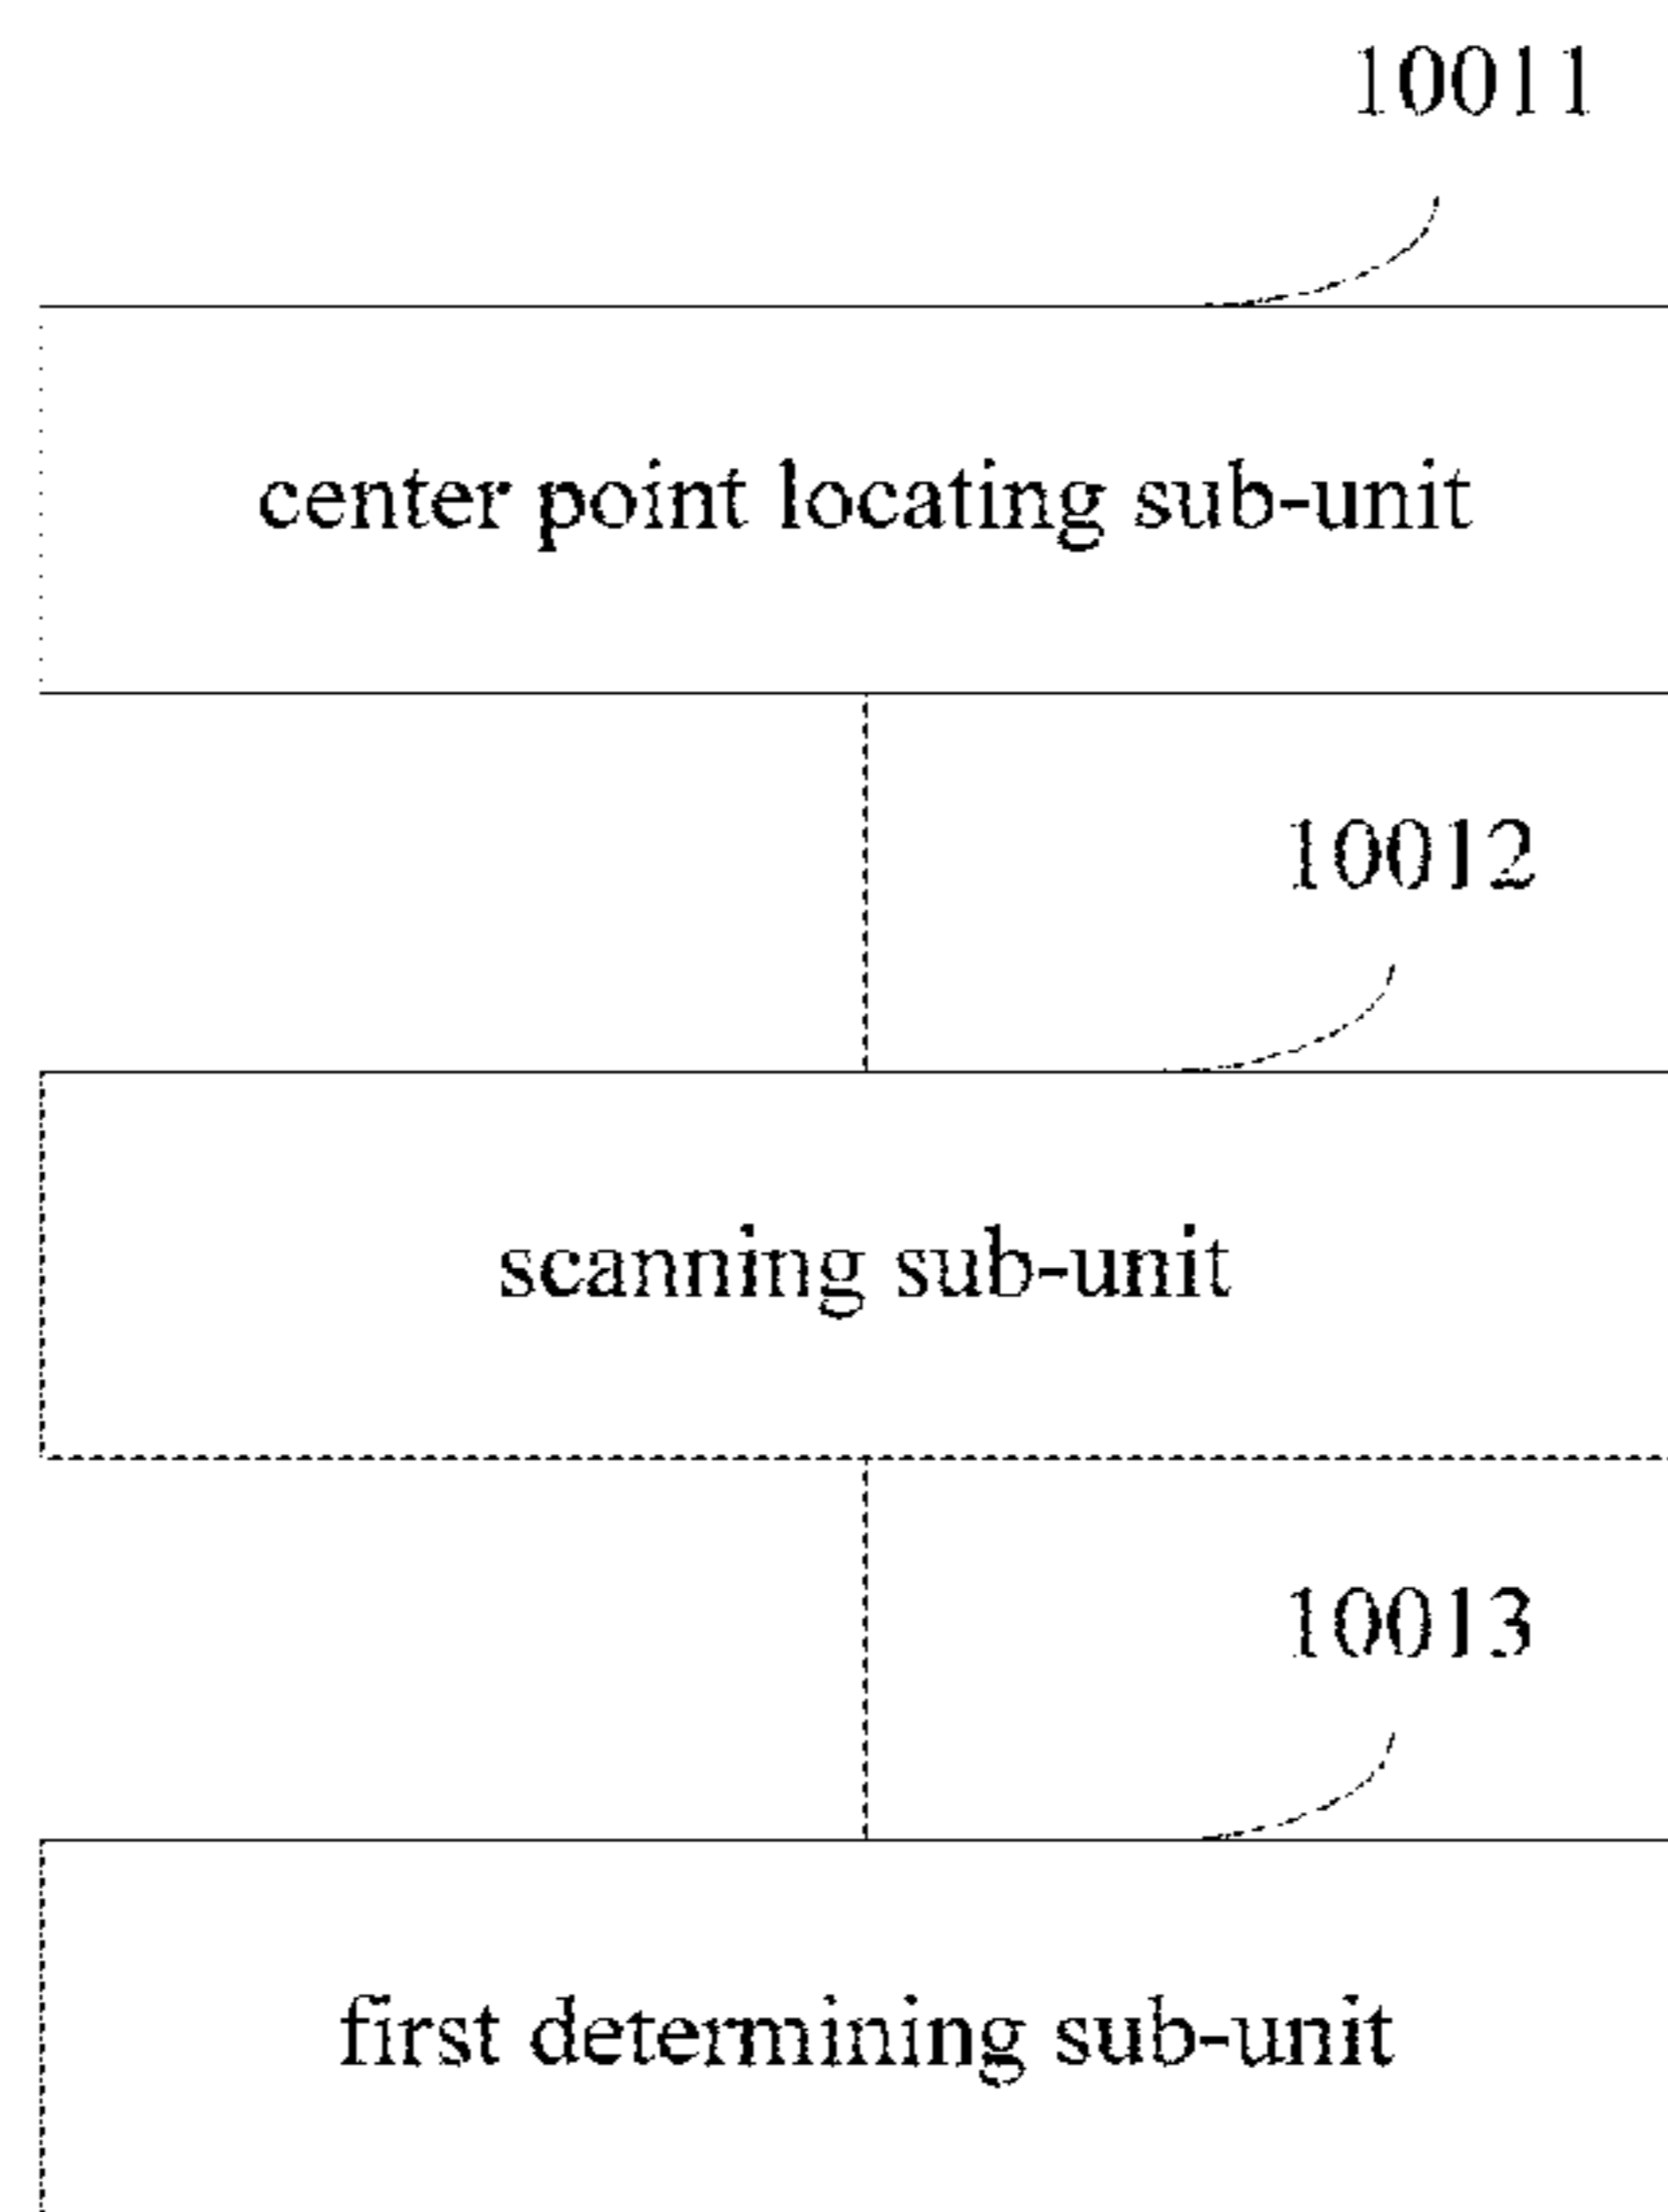 10011
center point locating sub-unit
10012
scanning sub-unit
10013
first determining sub-unit